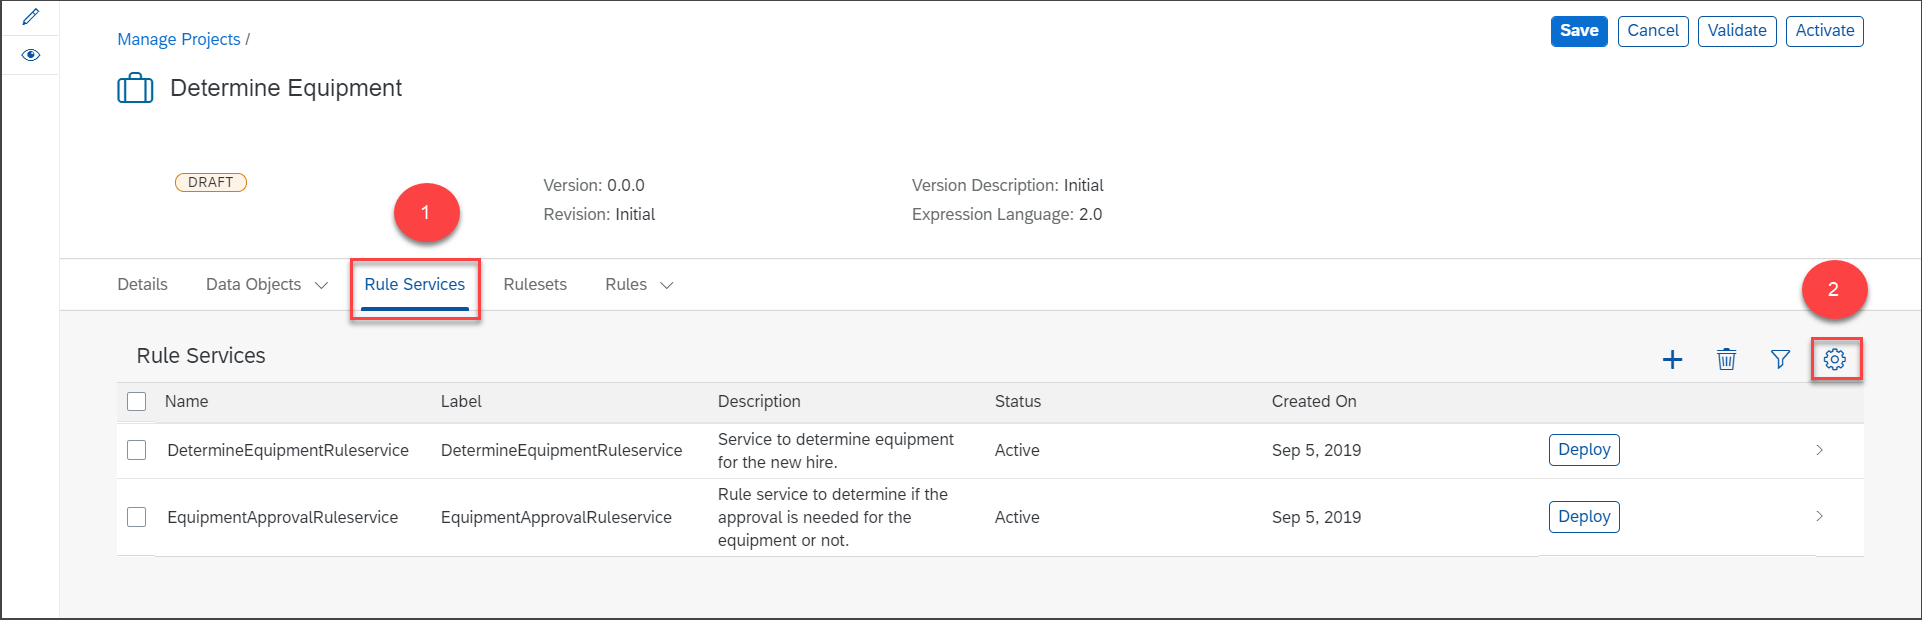 Manage Projects /
Save Cancel Validate Activate
Determine Equipment
DRAFT
Version: 0.0.0
Version Description: Initial
Revision: Initial
Expression Language: 2.0
1
Details Data Objects Rule Services Rulesets Rules
2
Rule Services
Name Label Description Status Created On
DetermineEquipmentRuleservice DetermineEquipmentRuleservice Service to determine equipment
for the new hire.
Active Sep 5, 2019 Deploy
EquipmentApprovalRuleservice EquipmentApprovalRuleservice Rule service to determine if the
approval is needed for the
equipment or not.
Active Sep 5, 2019 Deploy